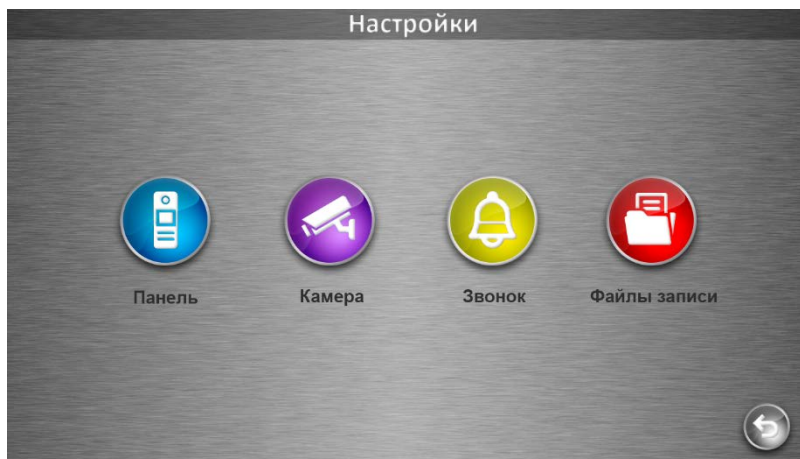 Настройки
Панель
Камера
Звонок
Файлы записи